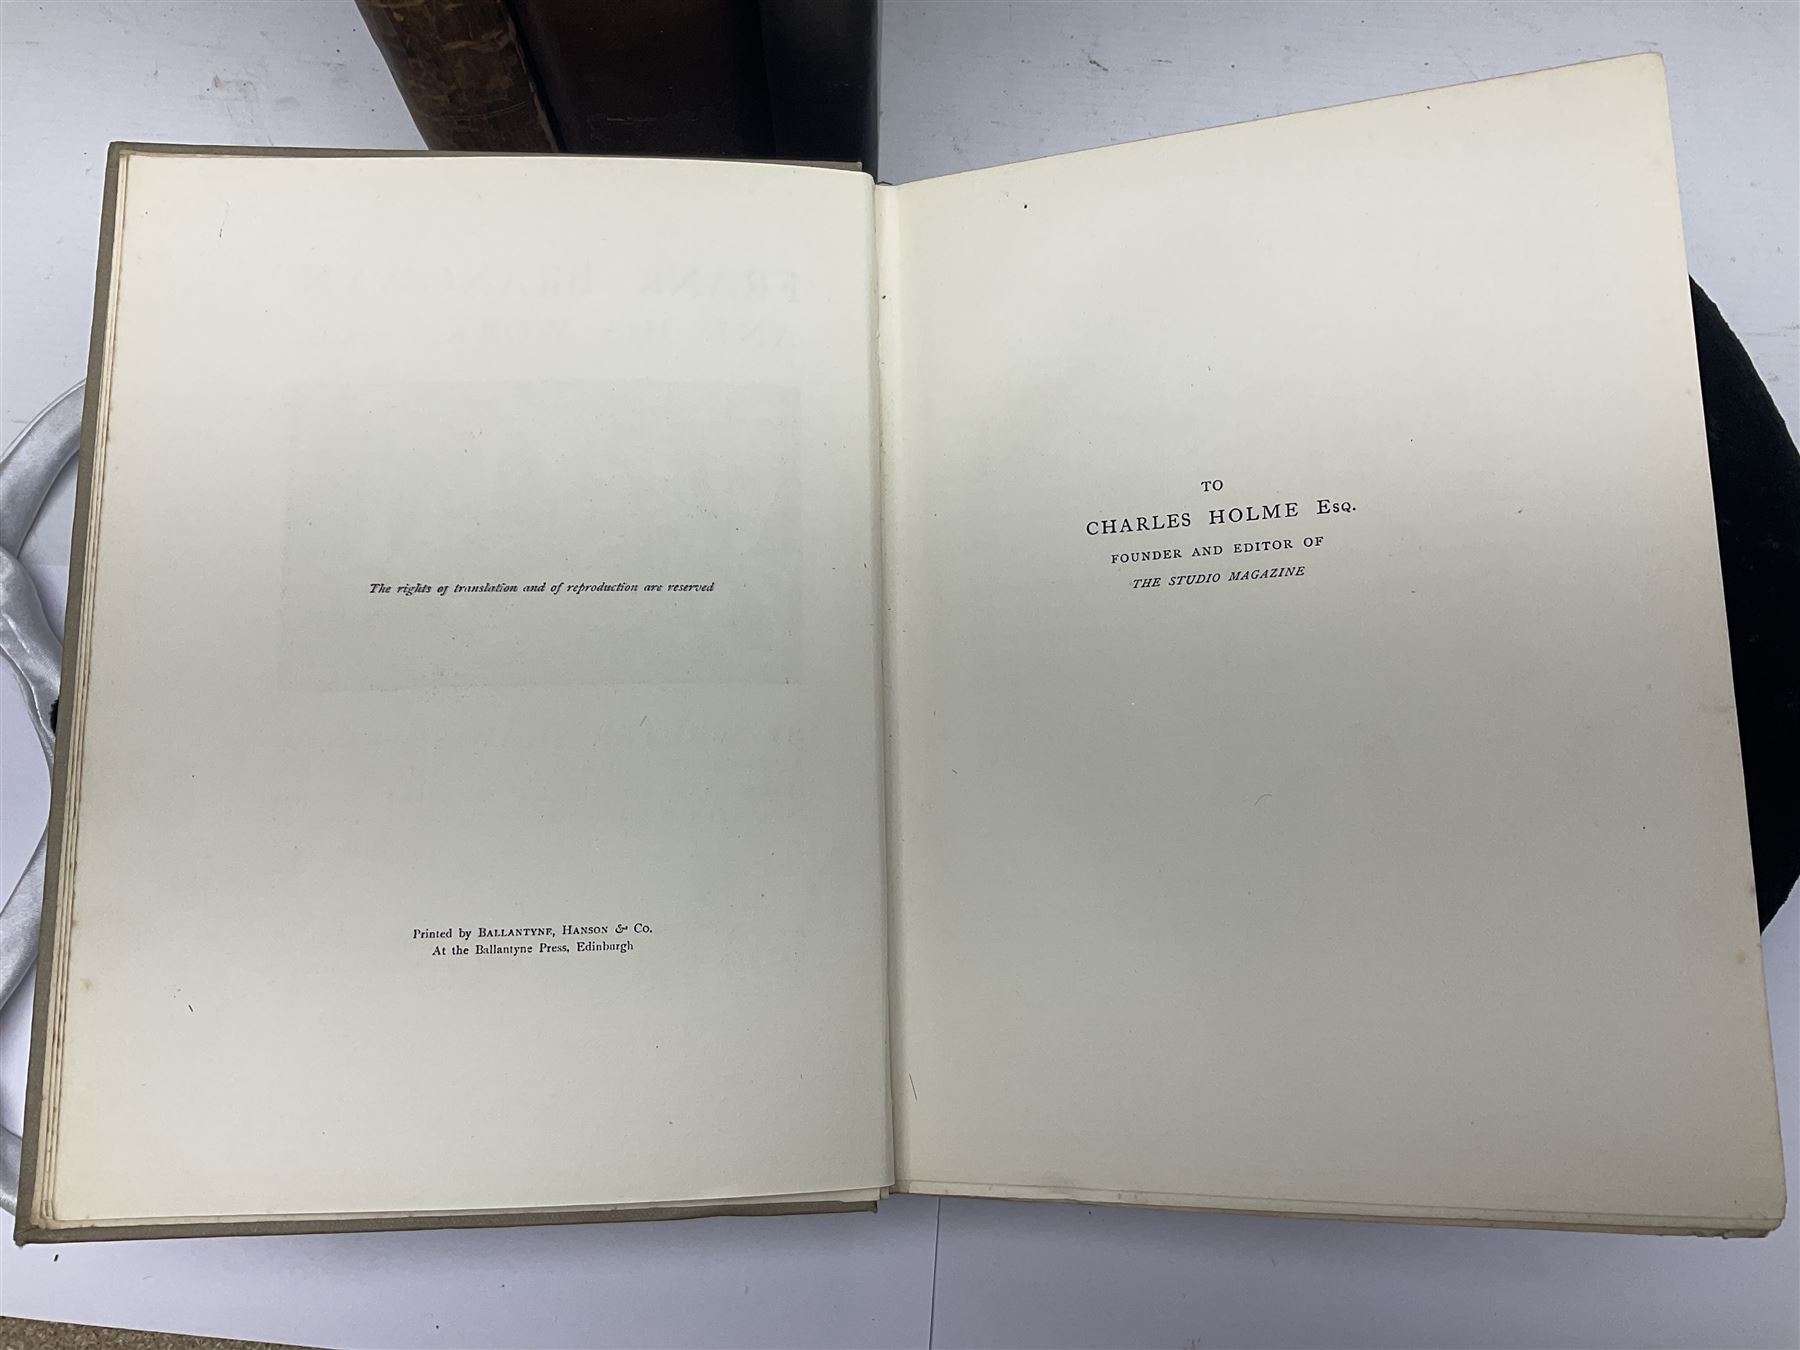 The rights of translation and of reproduction are reserved
Printed by BALLANTYNE, HANSON & Co.
At the Ballantyne Press, Edinburgh
TO
CHARLES HOLME ESQ.
FOUNDER AND EDITOR OF
THE STUDIO MAGAZINE